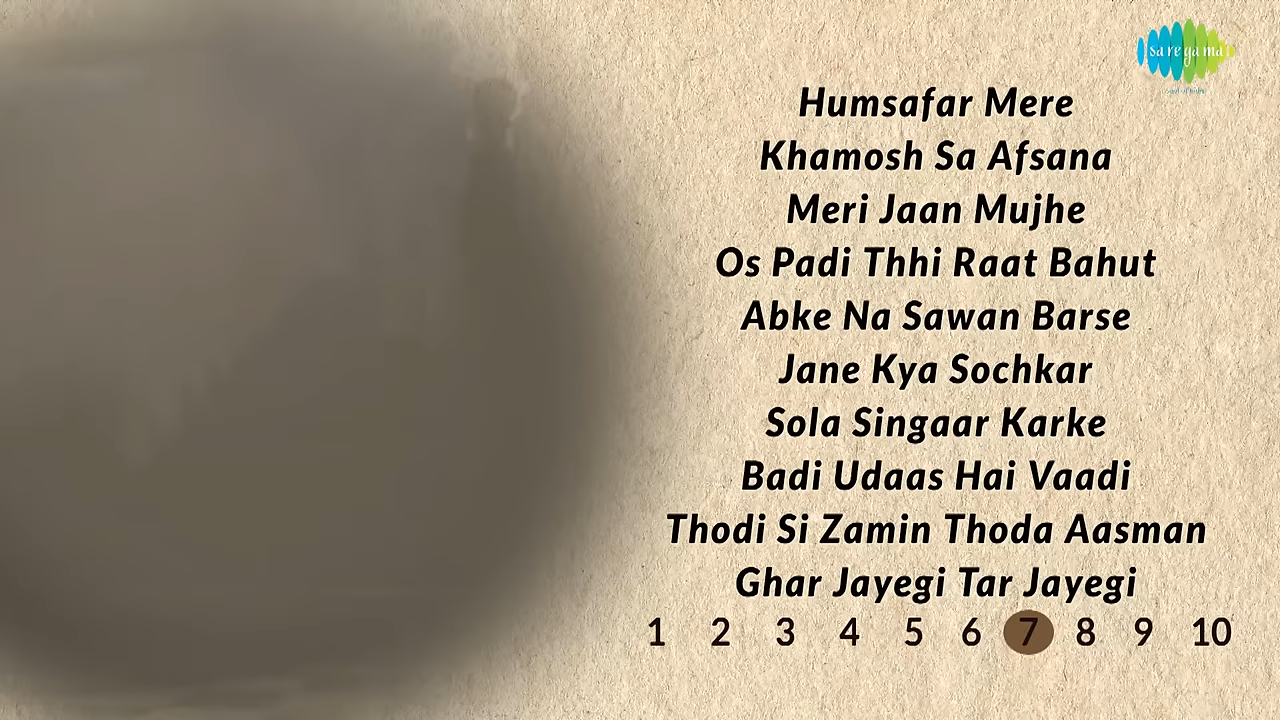 sa re ga ma
Humsafar Mere
Khamosh Sa Afsana
Meri Jaan Mujhe
Os Padi Thhi Raat Bahut
Abke Na Sawan Barse
Jane Kya Sochkar
Sola Singaar Karke
Badi Udaas Hai Vaadi
Thodi Si Zamin Thoda Aasman
Ghar Jayegi Tar Jayegi
1 2 3 4 5 6 7 8 9 10